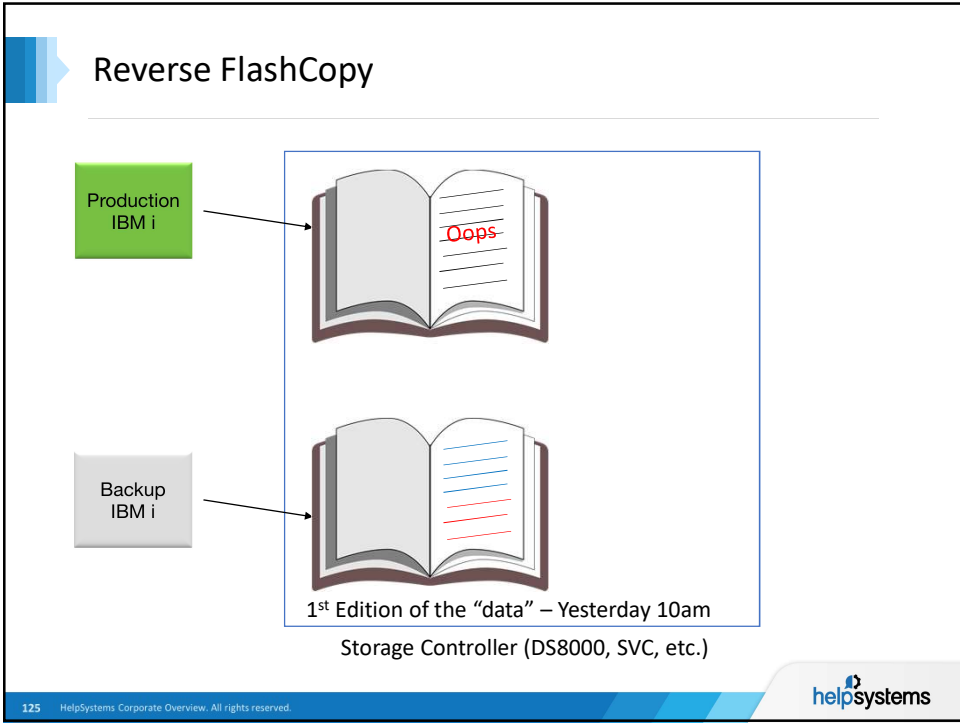 Reverse FlashCopy
Production
IBM i
Oops
Backup
IBM i
1st Edition of the “data” – Yesterday 10am
Storage Controller (DS8000, SVC, etc.)
125 HelpSystems Corporate Overview. All rights reserved.
helpsystems